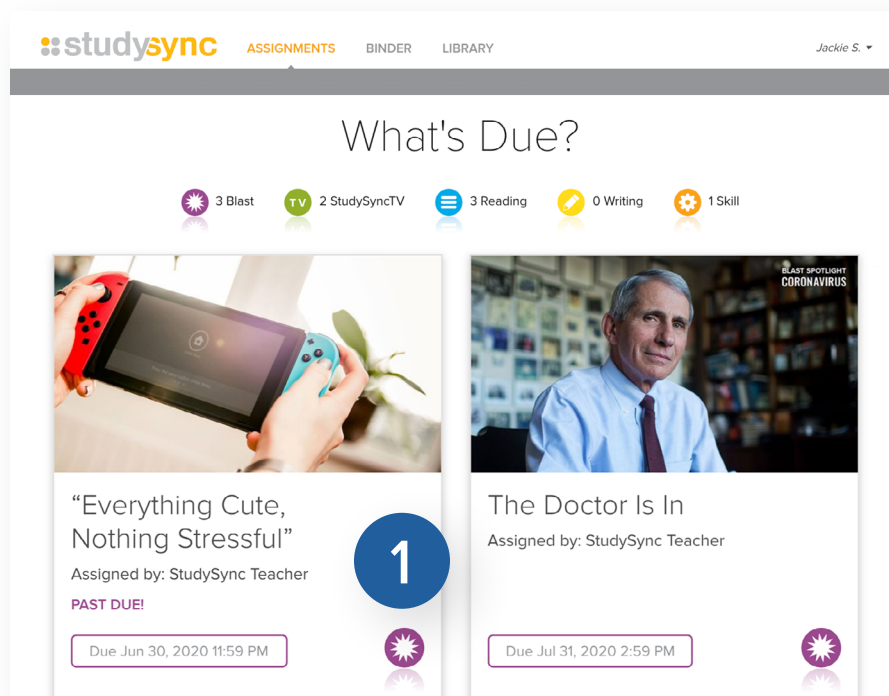 studysync
ASSIGNMENTS BINDER LIBRARY
Jackie S.
What's Due?
3 Blast
TV
2 StudySyncTV
3 Reading
0 Writing
1 Skill
BLAST SPOTLIGHT
CORONAVIRUS
“Everything Cute,
Nothing Stressful”
Assigned by: StudySync Teacher
PAST DUE!
Due Jun 30, 2020 11:59 PM
1
The Doctor Is In
Assigned by: StudySync Teacher
Due Jul 31, 2020 2:59 PM